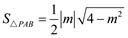 S△PAB = 1/2 |m| √(4 − m²)